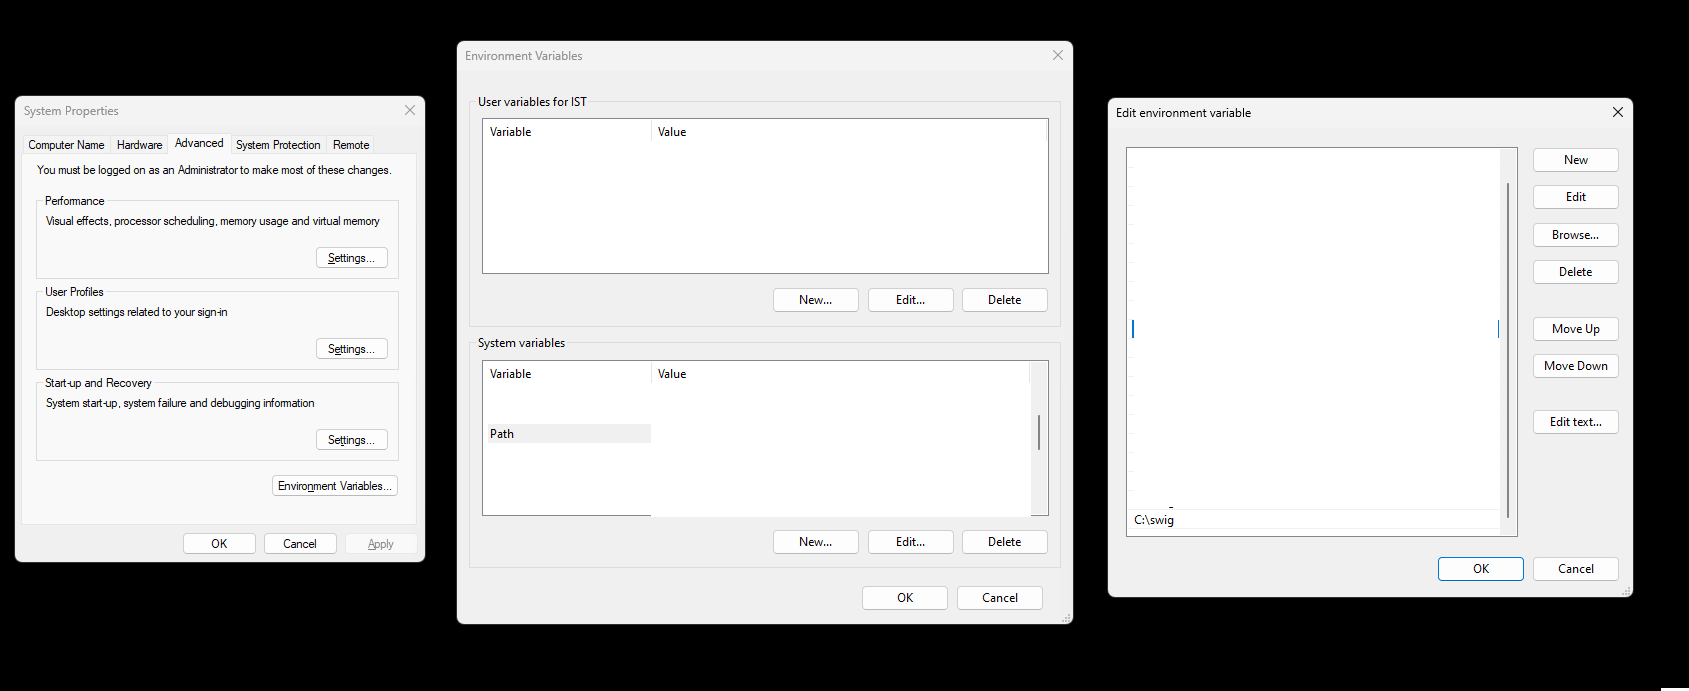 System Properties
Computer Name Hardware Advanced System Protection Remote
You must be logged on as an Administrator to make most of these changes.
Performance
Visual effects, processor scheduling, memory usage and virtual memory
Settings...
User Profiles
Desktop settings related to your sign-in
Settings...
Start-up and Recovery
System start-up, system failure and debugging information
Settings...
Environment Variables...
OK Cancel Apply
Environment Variables
User variables for IST
Variable Value
New... Edit... Delete
System variables
Variable Value
Path
New... Edit... Delete
OK Cancel
Edit environment variable
New
Edit
Browse...
Delete
Move Up
Move Down
Edit text...
C:\swig
OK Cancel